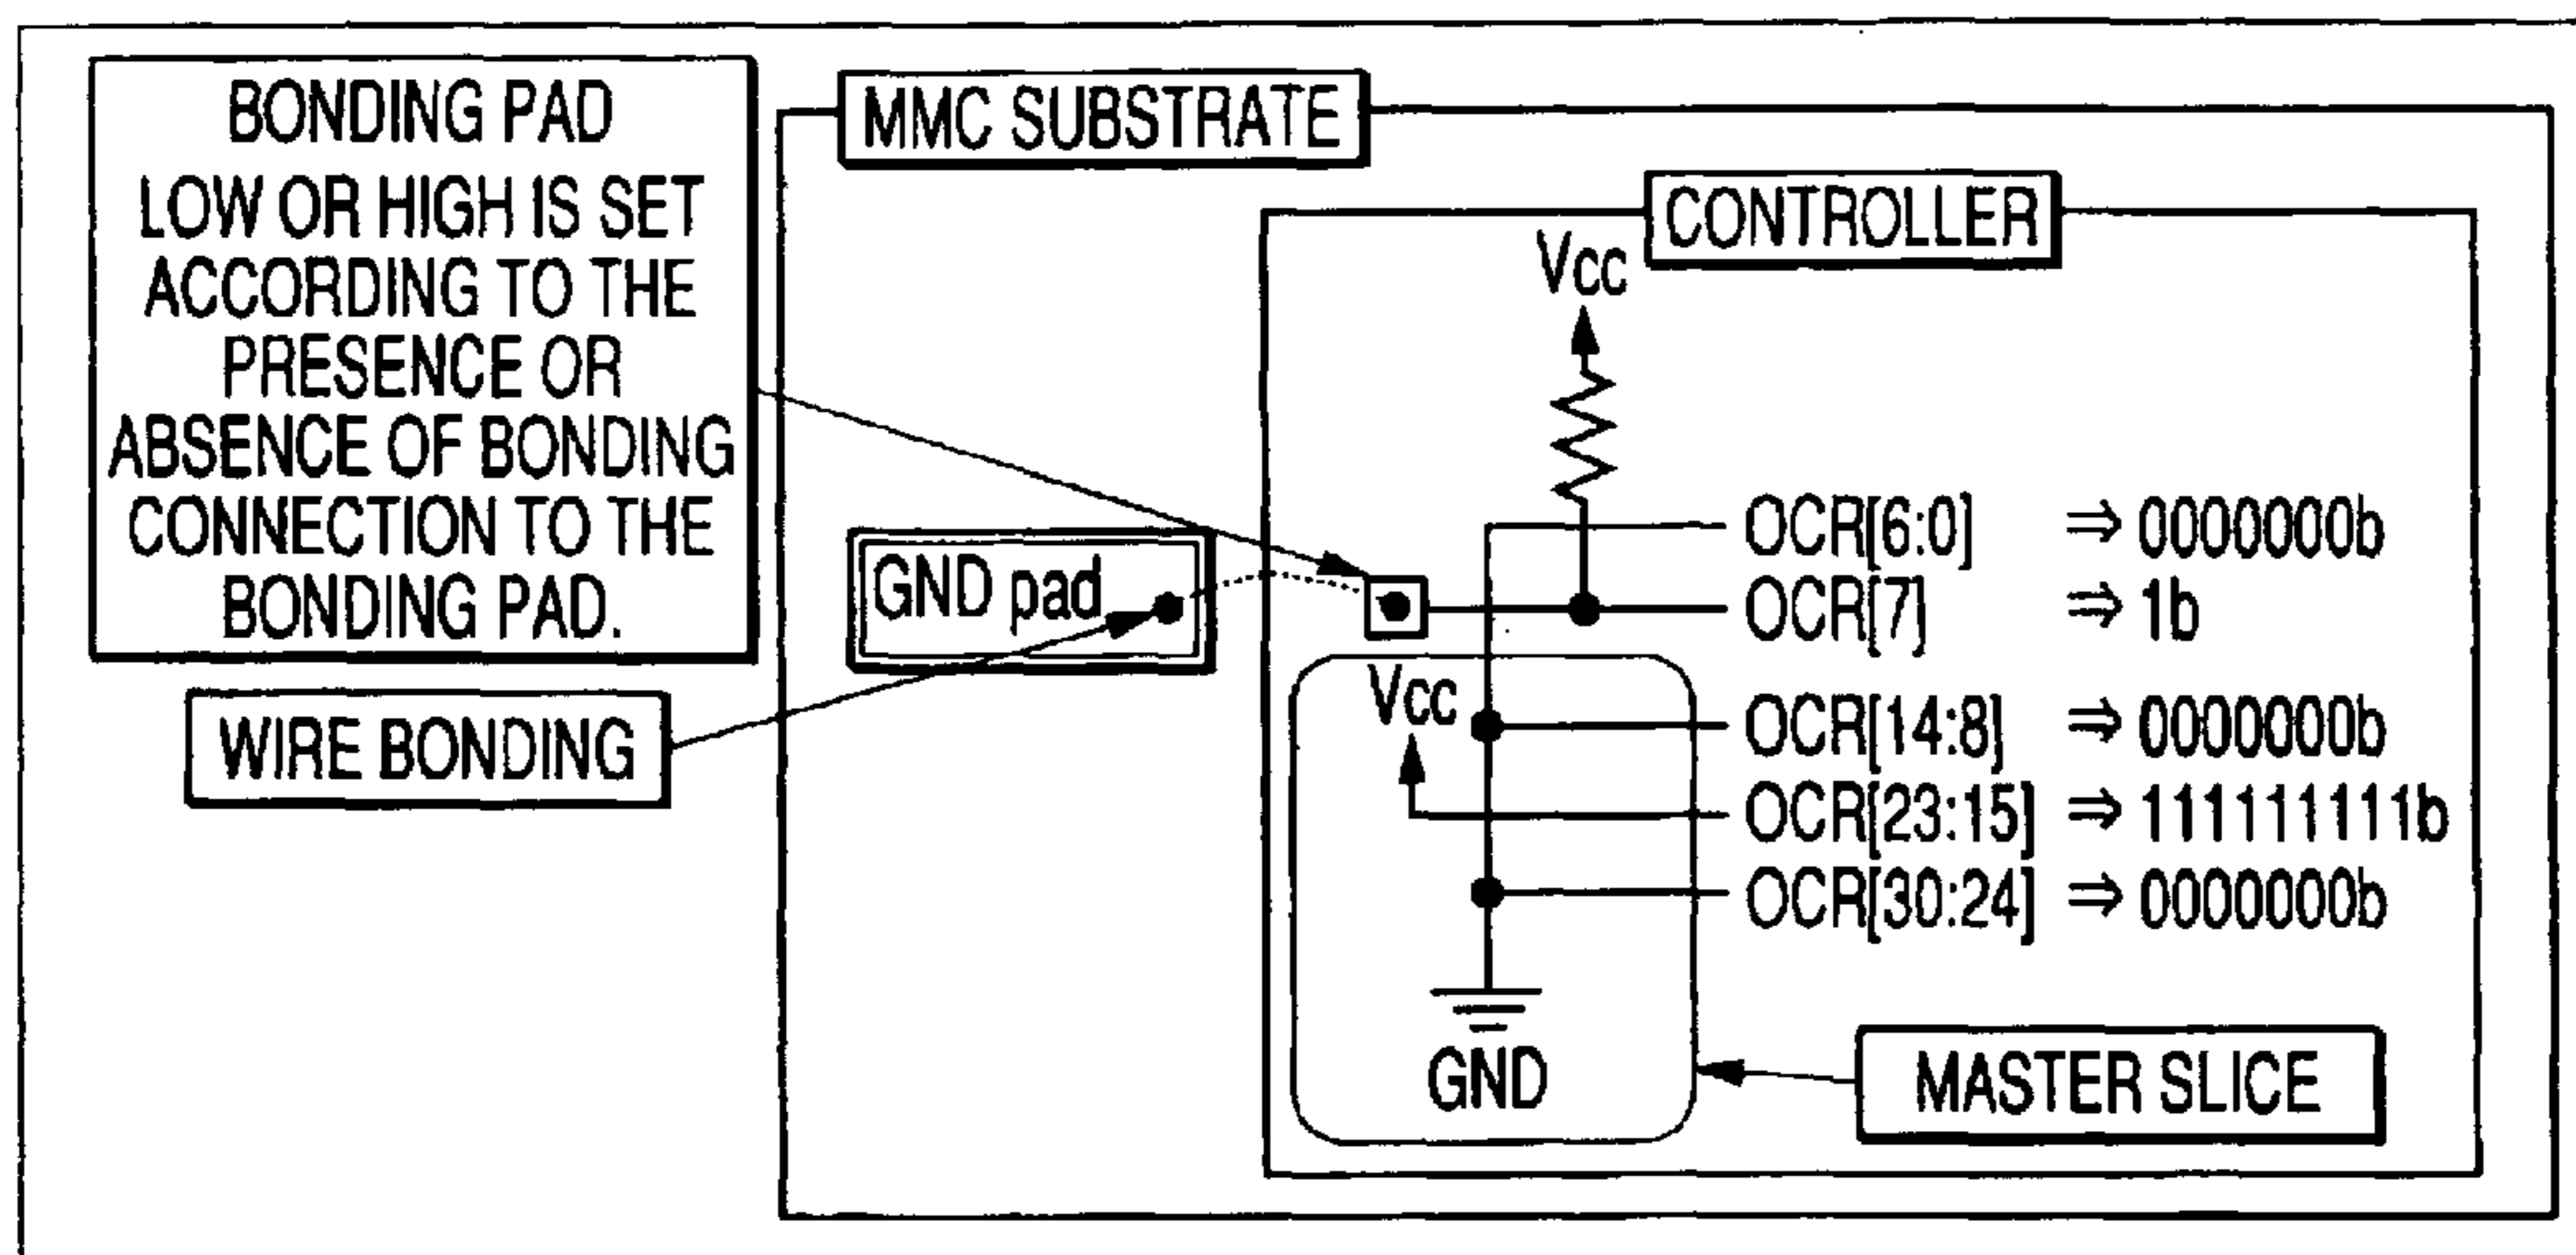 BONDING PAD
LOW OR HIGH IS SET
ACCORDING TO THE
PRESENCE OR
ABSENCE OF BONDING
CONNECTION TO THE
BONDING PAD.
WIRE BONDING
MMC SUBSTRATE
CONTROLLER
Vcc
GND pad
OCR[6:0] ⇒ 0000000b
OCR[7] ⇒ 1b
Vcc
OCR[14:8] ⇒ 0000000b
OCR[23:15] ⇒ 111111111b
OCR[30:24] ⇒ 0000000b
GND
MASTER SLICE